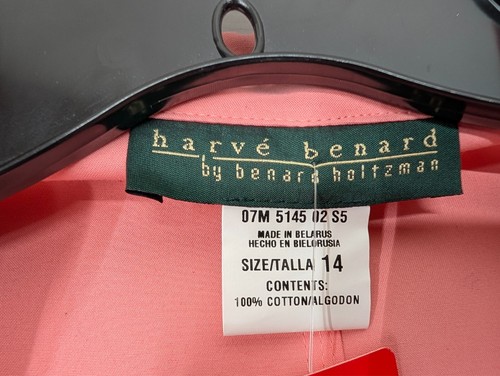 harvé benard
by benard holtzman
07M 5145 02 S5
MADE IN BELARUS
HECHO EN BIELORUSIA
SIZE/TALLA 14
CONTENTS:
100% COTTON/ALGODON